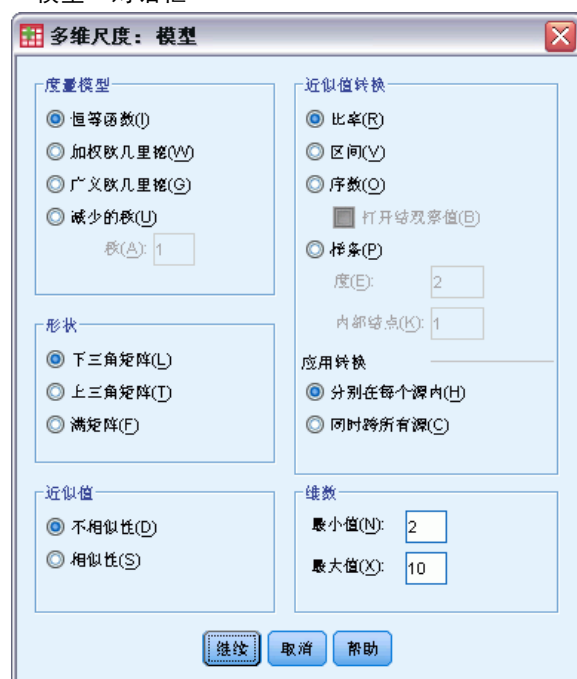 多维尺度：模型
度量模型
恒等函数(I)
加权欧几里德(W)
广义欧几里德(G)
减少的秩(U)
秩(A): 1
形状
下三角矩阵(L)
上三角矩阵(T)
满矩阵(F)
近似值
不相似性(D)
相似性(S)
近似值转换
比率(R)
区间(V)
序数(O)
打开结观察值(B)
样条(P)
度(E): 2
内部结点(K): 1
应用转换
分别在每个源内(H)
同时跨所有源(C)
维数
最小值(N): 2
最大值(X): 10
继续 取消 帮助